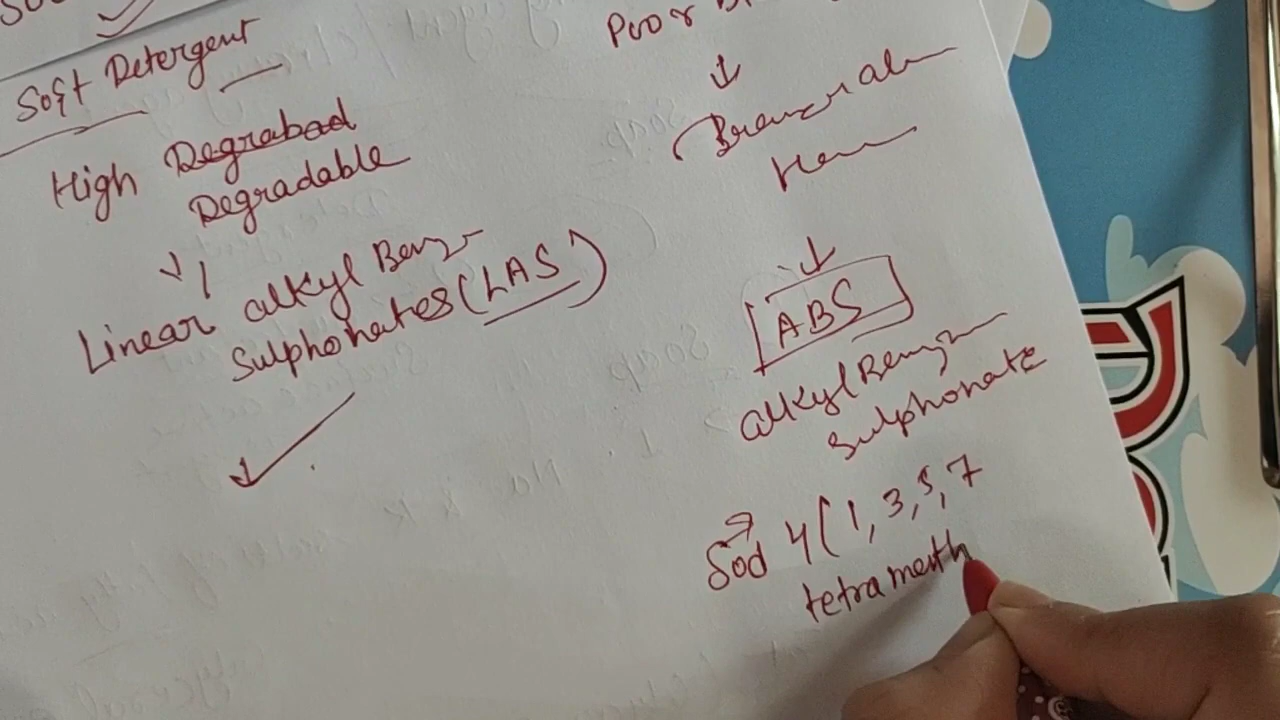 Soft Detergent
High Degrabad
Degradable
Linear alkyl Benz
Sulphonates (LAS)
Poor
ABS
alkyl Benz
Sulphonate
Sod 4(1, 3, 5, 7
tetrameth